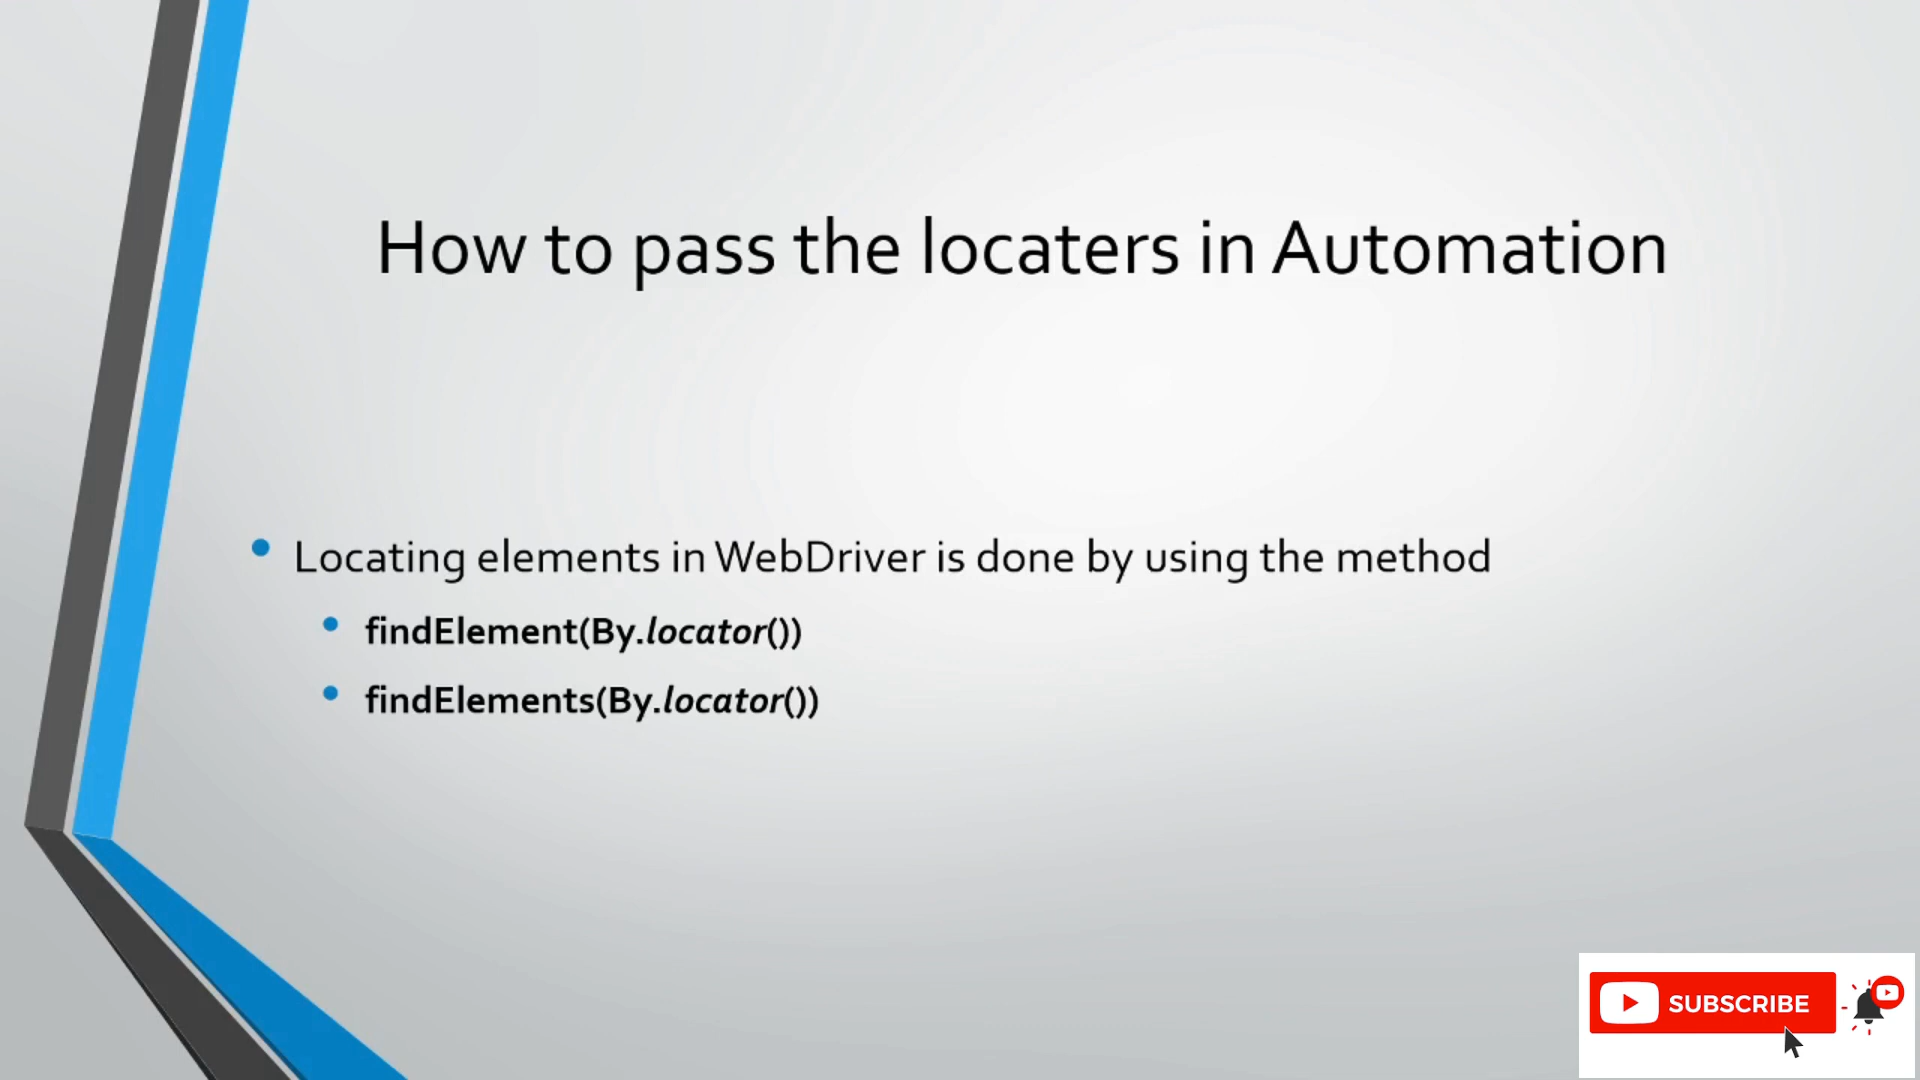 How to pass the locaters in Automation
• Locating elements in WebDriver is done by using the method
• findElement(By.locator())
• findElements(By.locator())
SUBSCRIBE